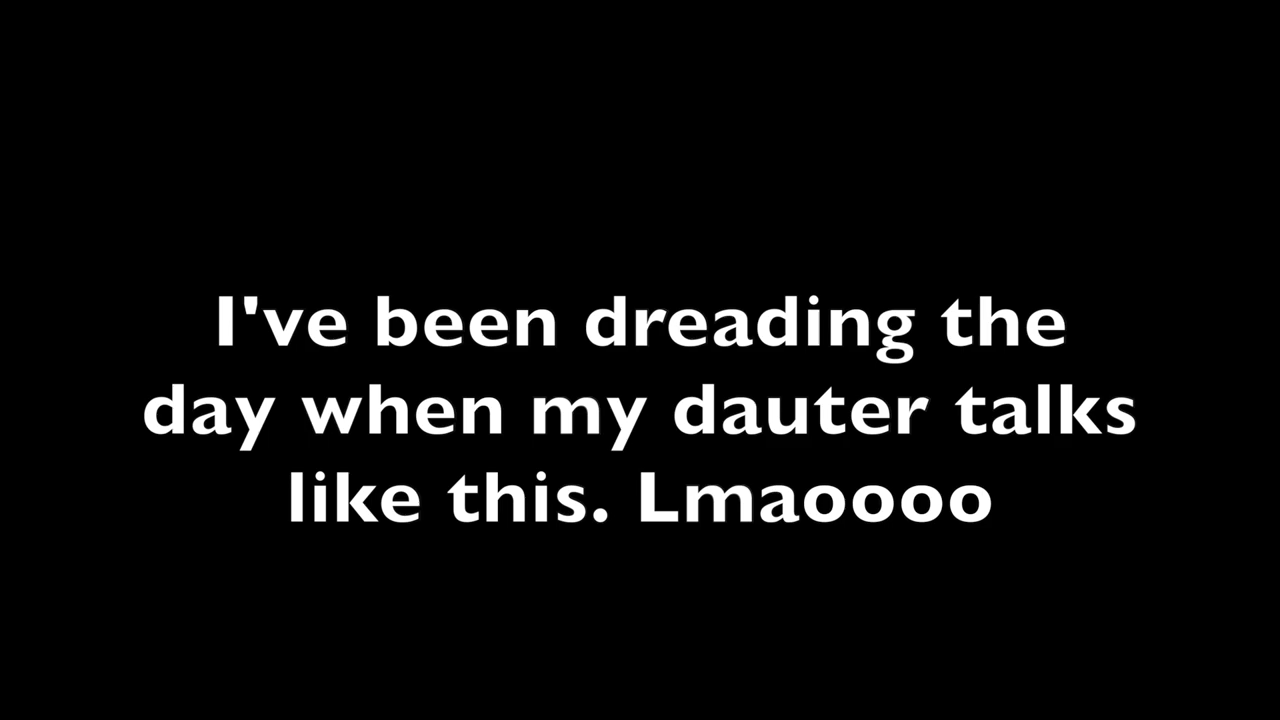 I've been dreading the
day when my dauter talks
like this. Lmaoooo